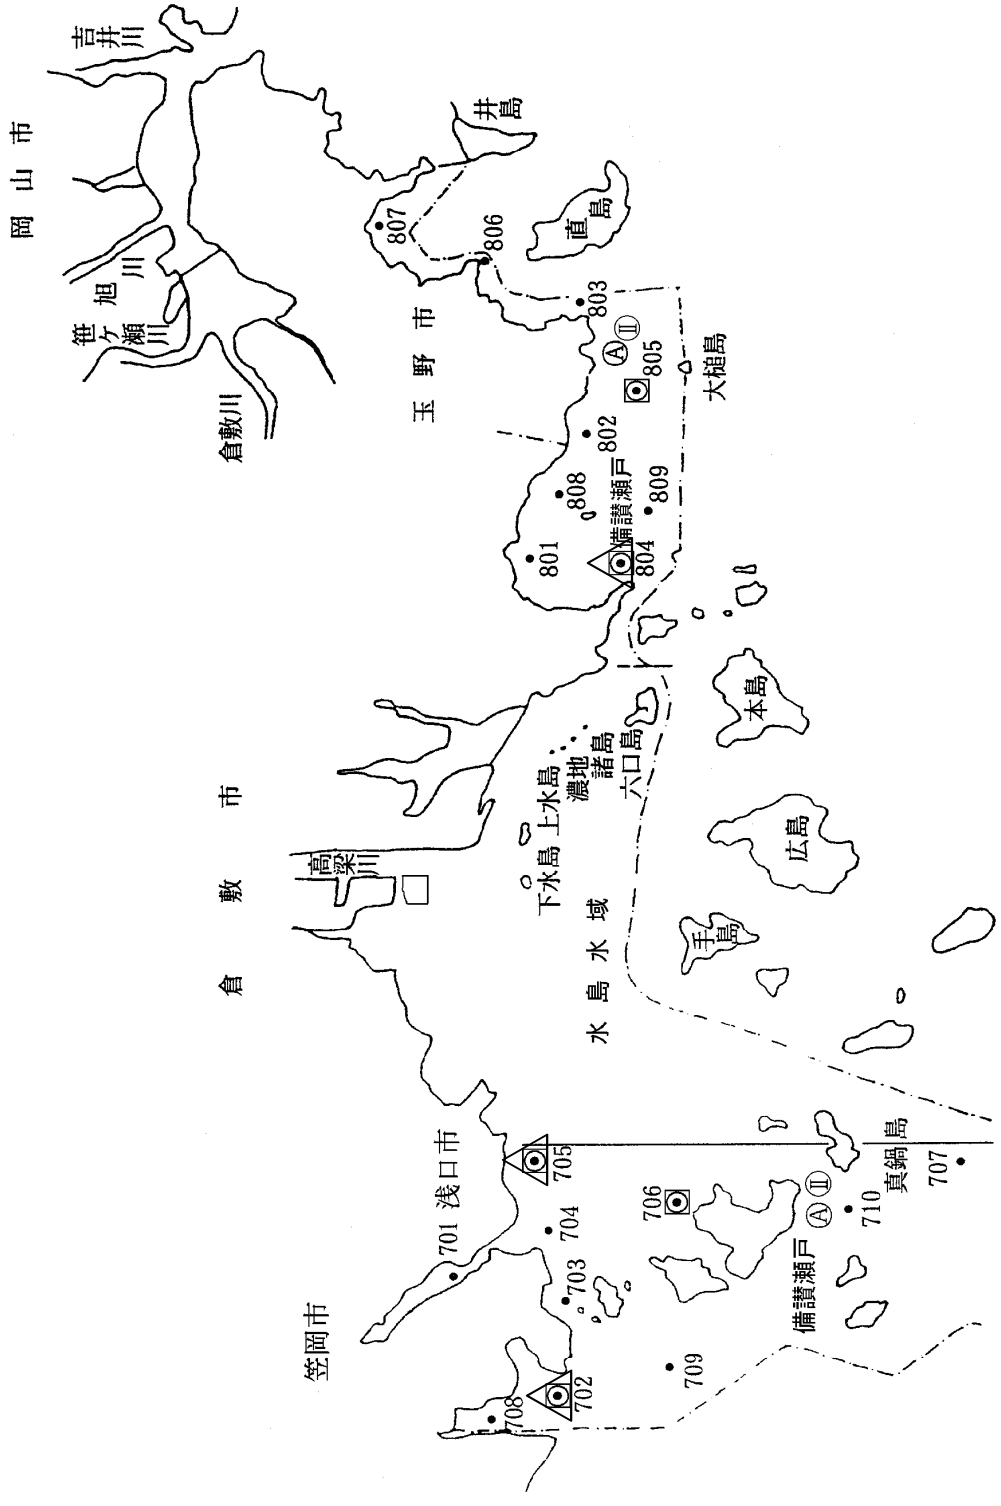 岡山市
吉井川
旭川
笹ヶ瀬川
倉敷川
玉野市
井島
直島
807
806
803
Ⓐ Ⅱ
805
大槌島
802
808
備讃瀬戸
809
801
804
倉敷市
高梁川
上水島
下水島
濃地諸島
六口島
本島
広島
手島
水島水域
浅口市
笠岡市
701
705
704
703
702
708
706
709
Ⓐ Ⅱ
710
707
真鍋島
備讃瀬戸